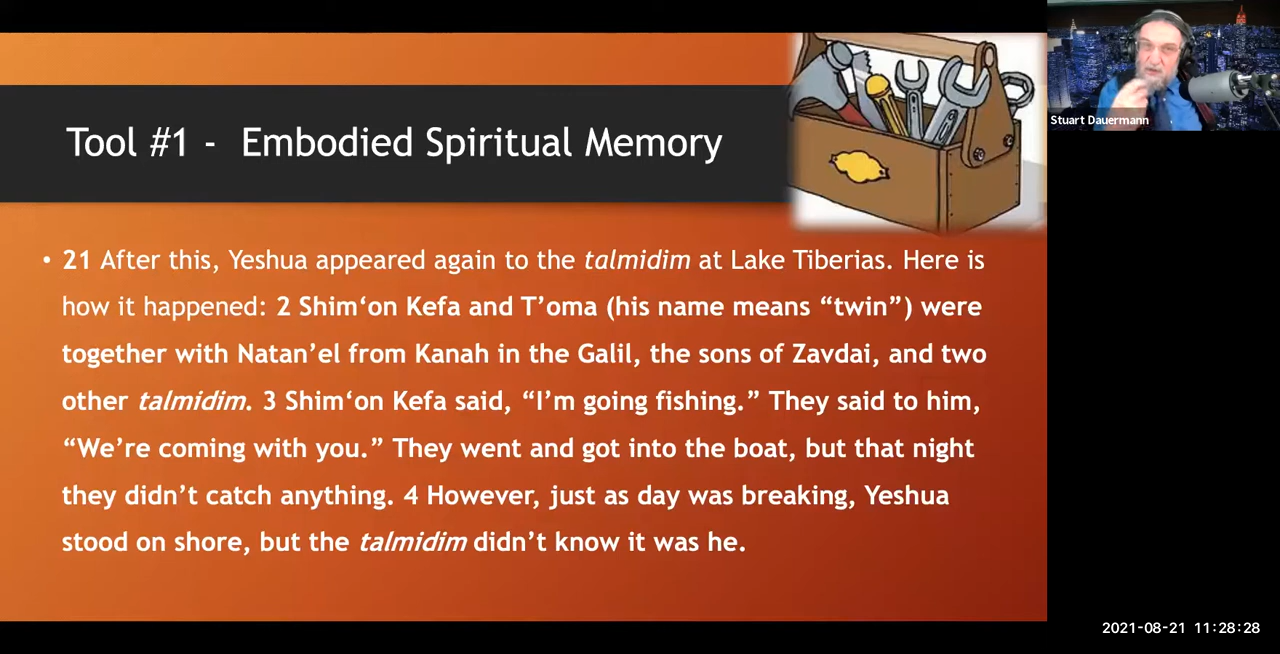 Tool #1 - Embodied Spiritual Memory
• 21 After this, Yeshua appeared again to the talmidim at Lake Tiberias. Here is
how it happened: 2 Shim‘on Kefa and T’oma (his name means “twin”) were
together with Natan’el from Kanah in the Galil, the sons of Zavdai, and two
other talmidim. 3 Shim‘on Kefa said, “I’m going fishing.” They said to him,
“We’re coming with you.” They went and got into the boat, but that night
they didn’t catch anything. 4 However, just as day was breaking, Yeshua
stood on shore, but the talmidim didn’t know it was he.
Stuart Dauermann
2021-08-21 11:28:28